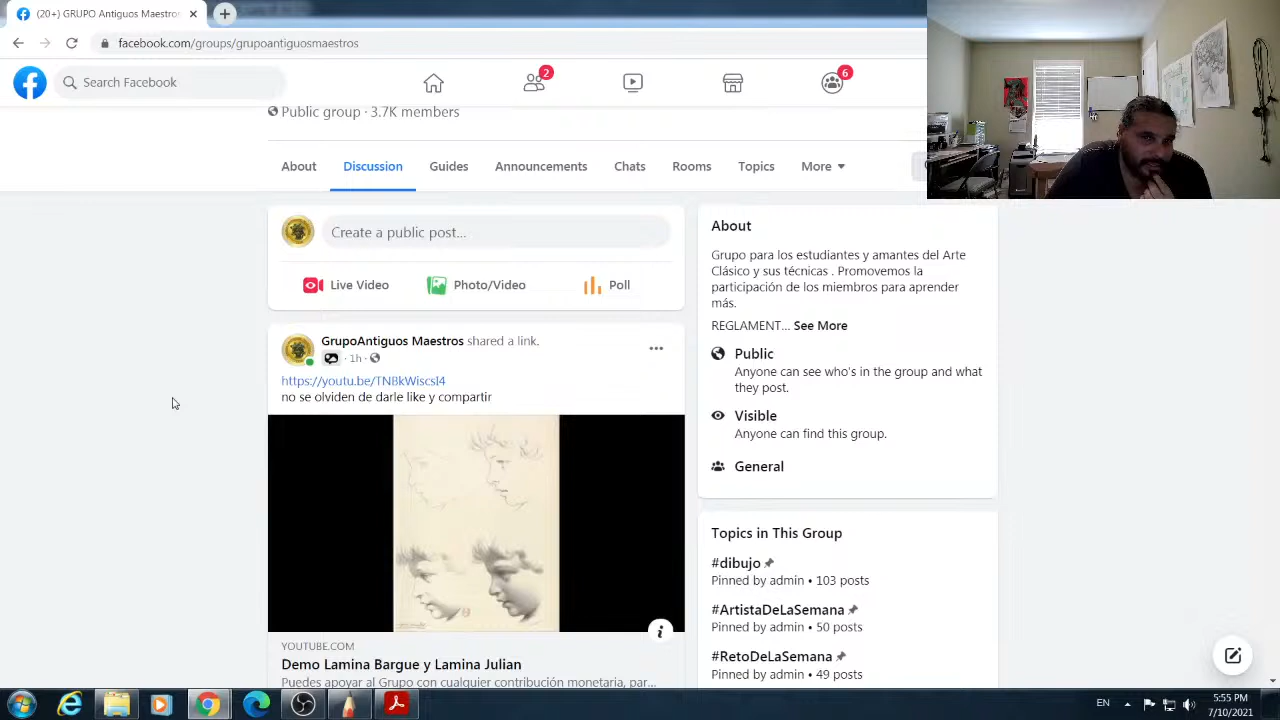 (20+) GRUPO Antiguos Maestro
facebook.com/groups/grupoantiguosmaestros
Search Facebook
2
6
Public group · 3.7K members
About Discussion Guides Announcements Chats Rooms Topics More
Create a public post...
Live Video Photo/Video Poll
GrupoAntiguos Maestros shared a link.
· 1h ·
https://youtu.be/TNBkWiscsI4
no se olviden de darle like y compartir
YOUTUBE.COM
Demo Lamina Bargue y Lamina Julian
Puedes apoyar al Grupo con cualquier contribución monetaria, par...
About
Grupo para los estudiantes y amantes del Arte
Clásico y sus técnicas . Promovemos la
participación de los miembros para aprender
más.
REGLAMENT... See More
Public
Anyone can see who's in the group and what
they post.
Visible
Anyone can find this group.
General
Topics in This Group
#dibujo
Pinned by admin • 103 posts
#ArtistaDeLaSemana
Pinned by admin • 50 posts
#RetoDeLaSemana
Pinned by admin • 49 posts
EN
5:55 PM
7/10/2021